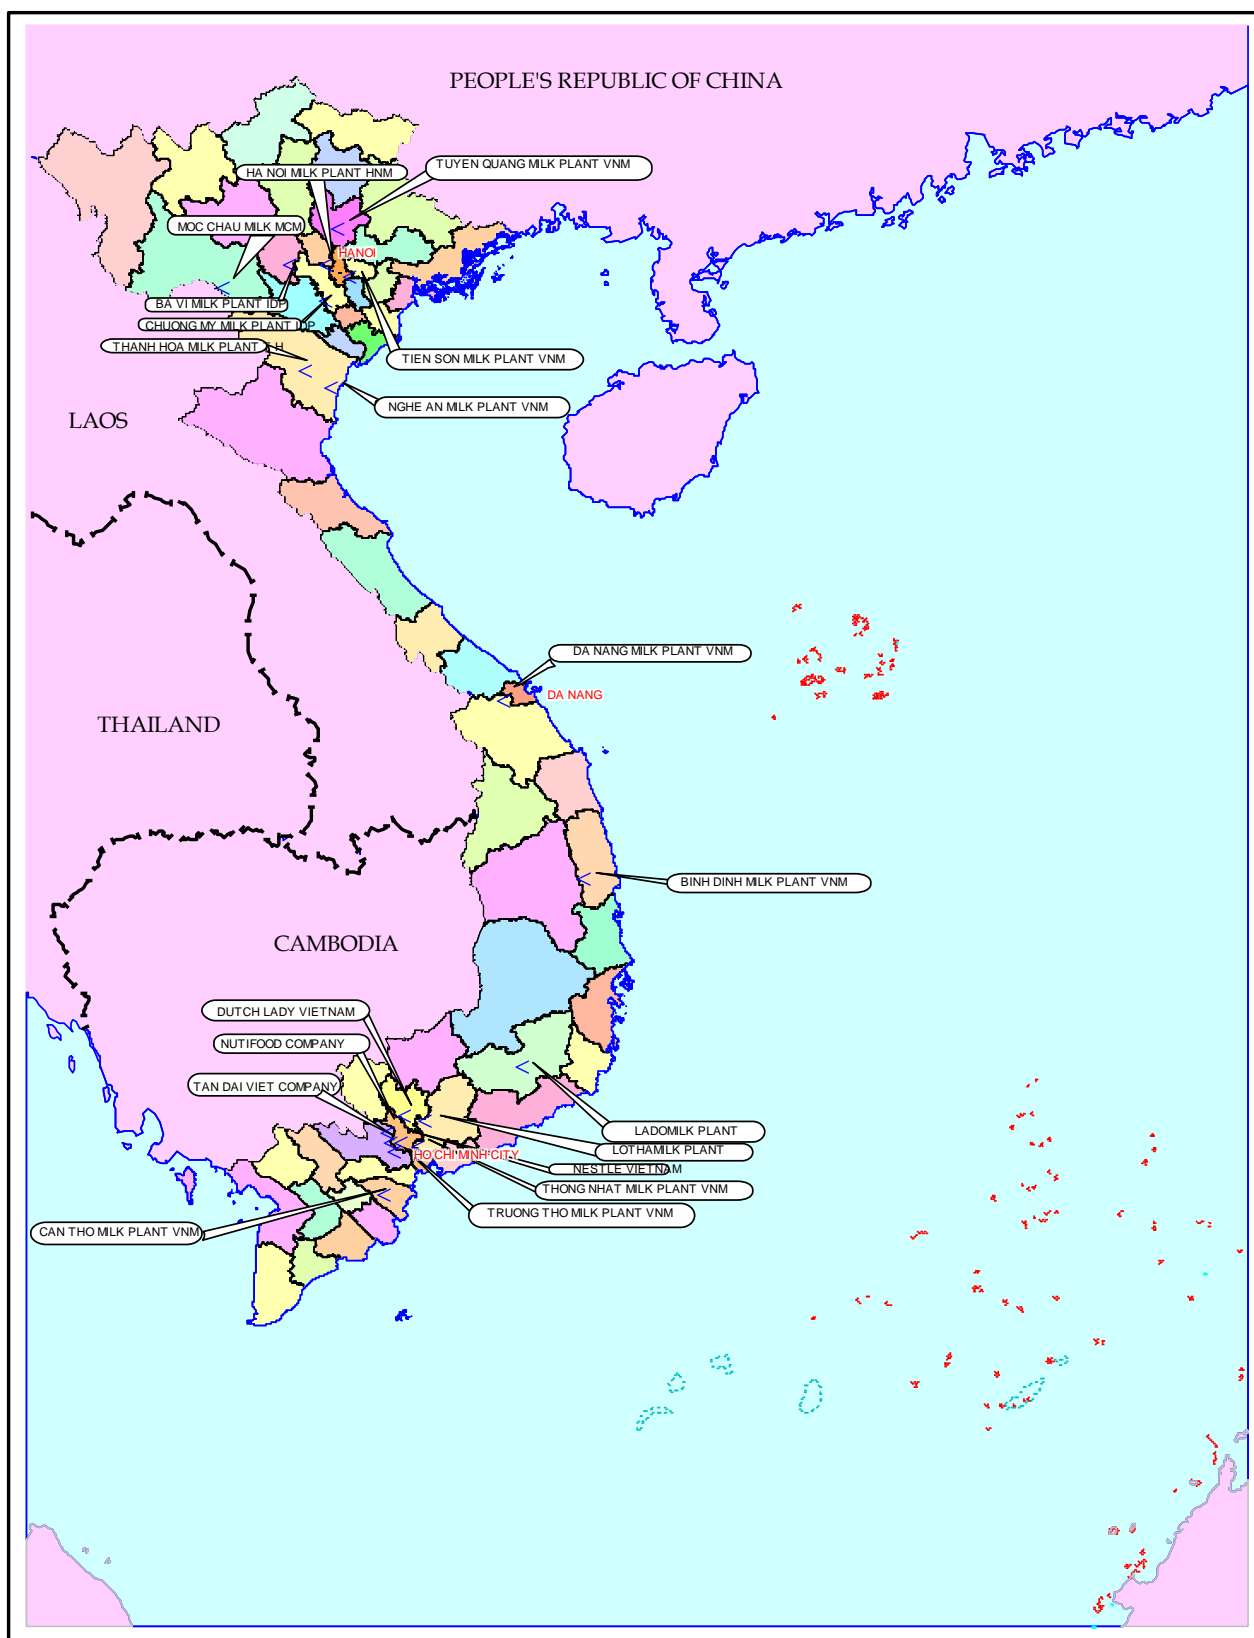 PEOPLE'S REPUBLIC OF CHINA
TUYEN QUANG MILK PLANT VNM
HA NOI MILK PLANT HNM
MOC CHAU MILK MCM
HANOI
BA VI MILK PLANT IDP
CHUONG MY MILK PLANT IDP
THANH HOA MILK PLANT
TIEN SON MILK PLANT VNM
NGHE AN MILK PLANT VNM
LAOS
DA NANG MILK PLANT VNM
DA NANG
THAILAND
BINH DINH MILK PLANT VNM
CAMBODIA
DUTCH LADY VIETNAM
NUTIFOOD COMPANY
TAN DAI VIET COMPANY
LADOMILK PLANT
LOTHAMILK PLANT
HO CHI MINH CITY
NESTLE VIETNAM
THONG NHAT MILK PLANT VNM
TRUONG THO MILK PLANT VNM
CAN THO MILK PLANT VNM